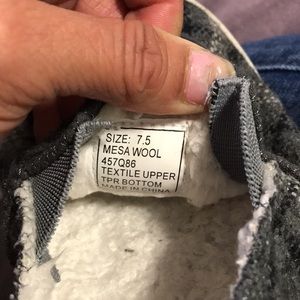 SIZE: 7.5
MESA WOOL
457Q86
TEXTILE UPPER
TPR BOTTOM
MADE IN CHINA